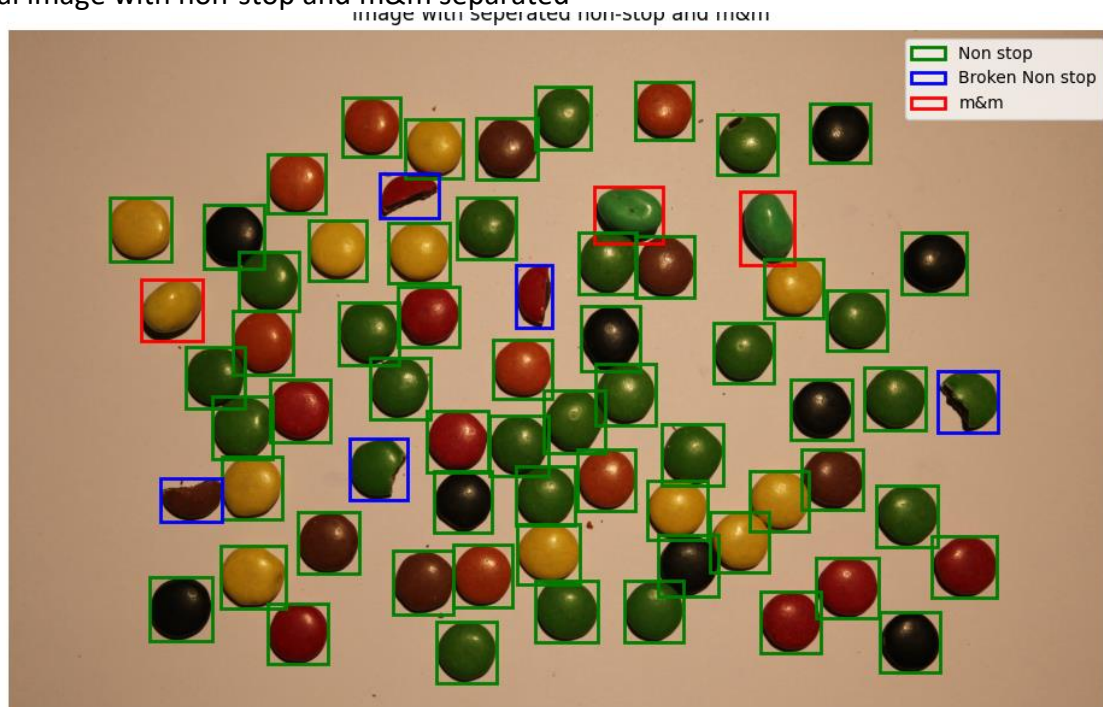 al image with non-stop and m&m separated
image with seperated non-stop and m&m
Non stop
Broken Non stop
m&m